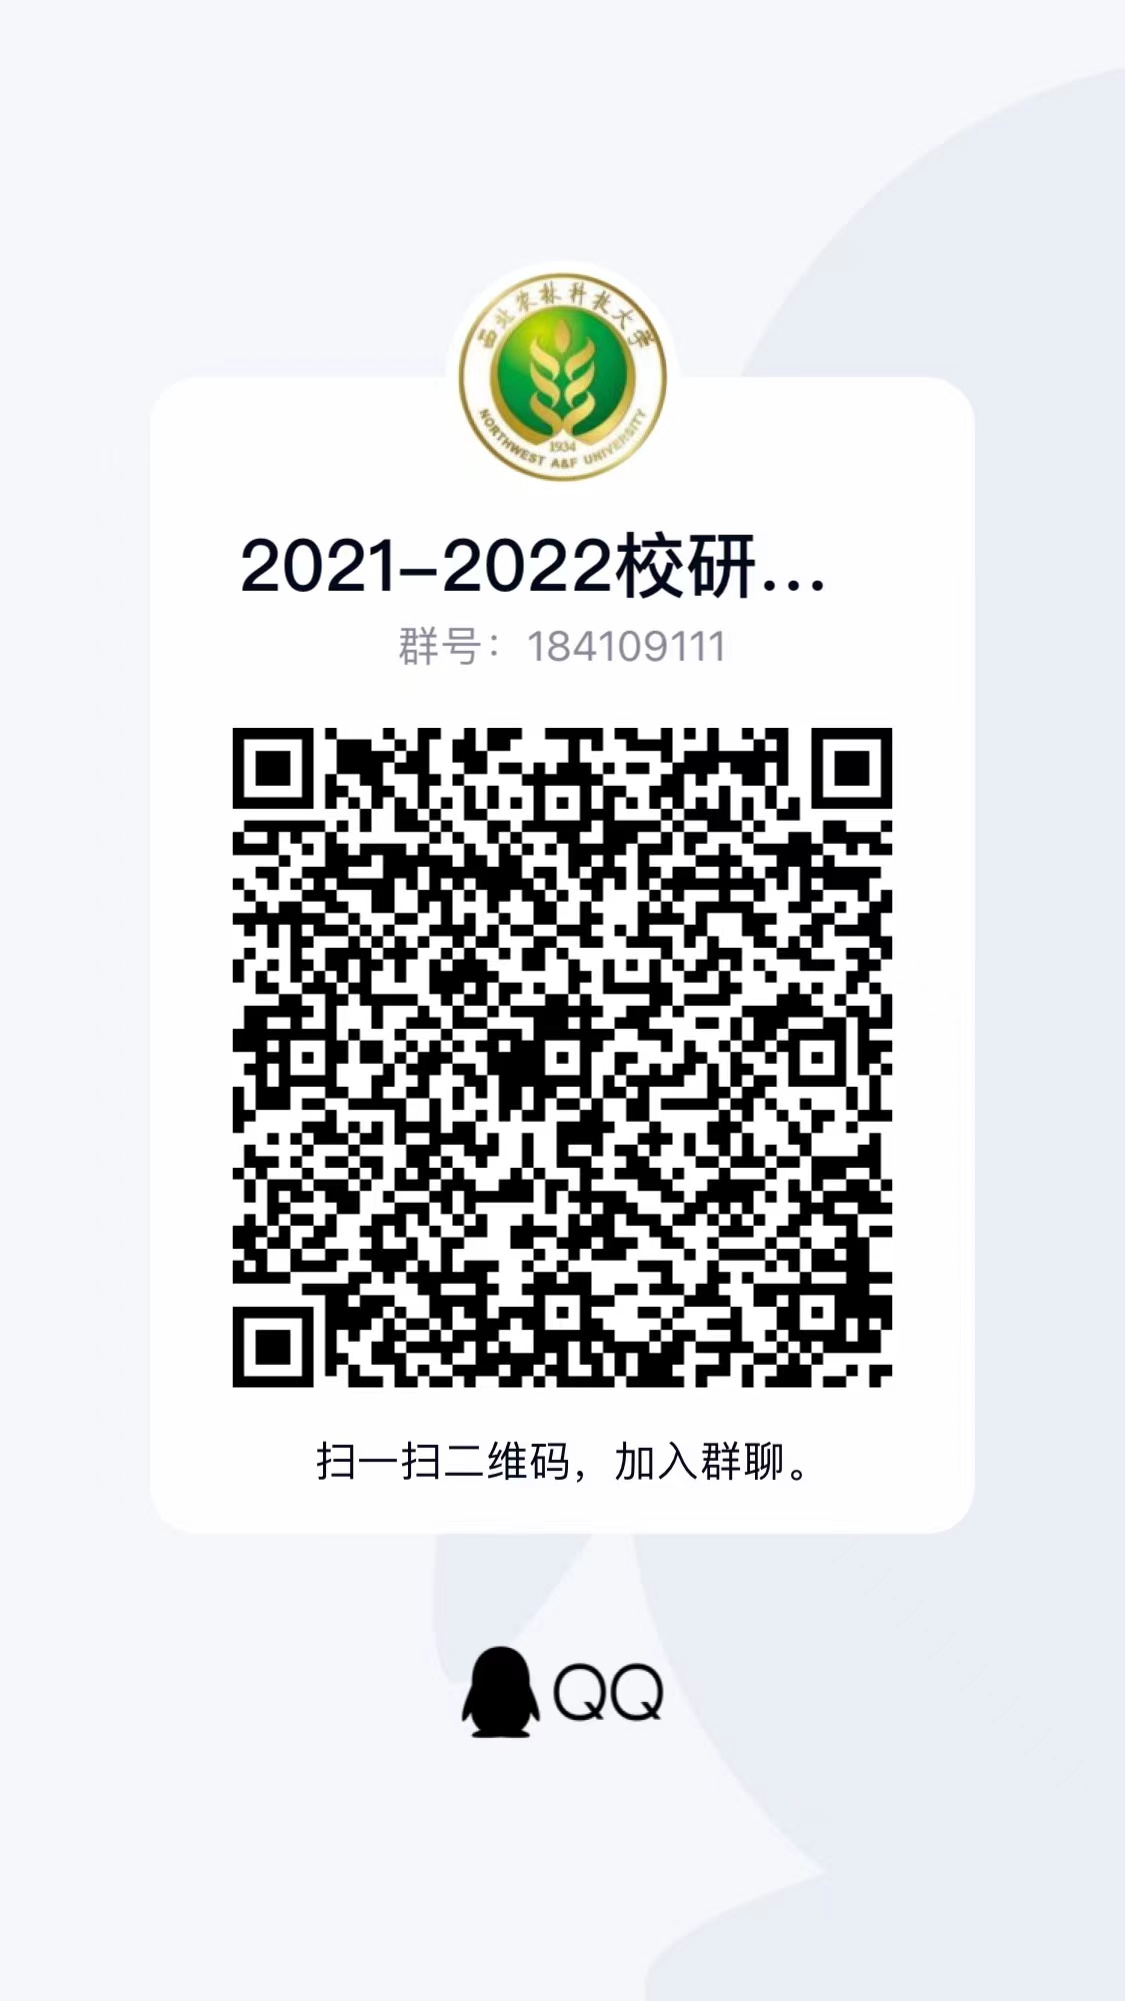 西北农林科技大学
1934
NORTHWEST A&F UNIVERSITY
2021-2022校研...
群号：184109111
扫一扫二维码，加入群聊。
QQ